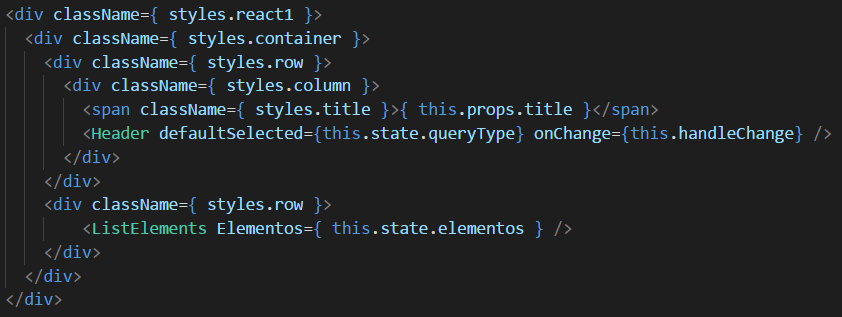 <div className={ styles.react1 }>
<div className={ styles.container }>
<div className={ styles.row }>
<div className={ styles.column }>
<span className={ styles.title }>{ this.props.title }</span>
<Header defaultSelected={this.state.queryType} onChange={this.handleChange} />
</div>
</div>
<div className={ styles.row }>
<ListElements Elementos={ this.state.elementos } />
</div>
</div>
</div>